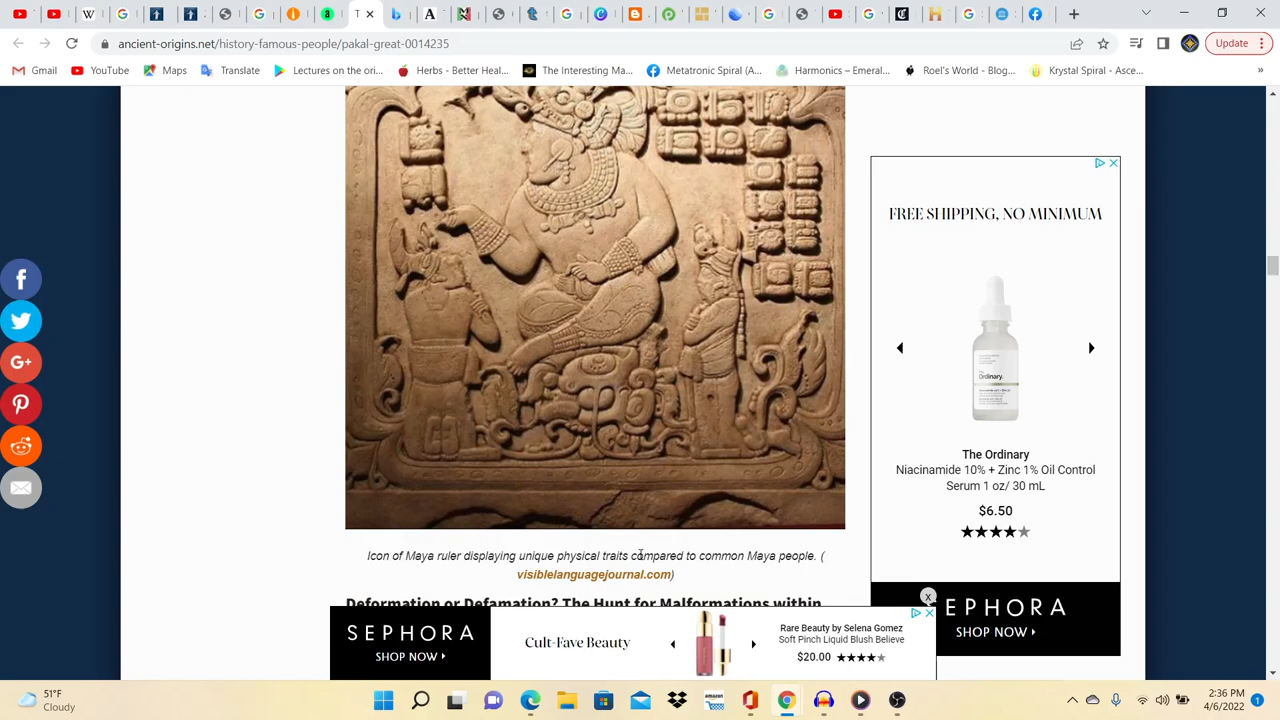 ancient-origins.net/history-famous-people/pakal-great-0014235
Update
Gmail
YouTube
Maps
Translate
Lectures on the ori...
Herbs - Better Heal...
The Interesting Ma...
Metatronic Spiral (A...
Harmonics – Emeral...
Roel's World - Blog...
Krystal Spiral - Asce...
»
FREE SHIPPING, NO MINIMUM
The Ordinary.
The Ordinary
Niacinamide 10% + Zinc 1% Oil Control
Serum 1 oz/ 30 mL
$6.50
Icon of Maya ruler displaying unique physical traits compared to common Maya people. (
visiblelanguagejournal.com)
Deformation or Defamation? The Hunt for Malformations within
SEPHORA
SHOP NOW
Cult-Fave Beauty
Rare Beauty by Selena Gomez
Soft Pinch Liquid Blush Believe
$20.00
x
EPHORA
SHOP NOW
51°F
Cloudy
2:36 PM
4/6/2022
1